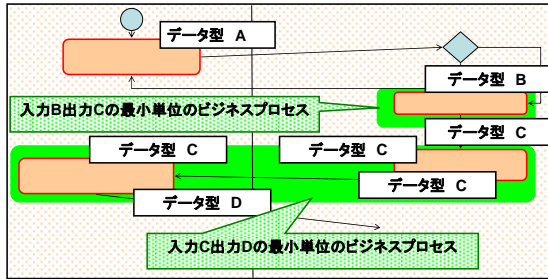 データ型 A
データ型 B
入力B出力Cの最小単位のビジネスプロセス
データ型 C
データ型 C
データ型 C
データ型 C
データ型 D
入力C出力Dの最小単位のビジネスプロセス